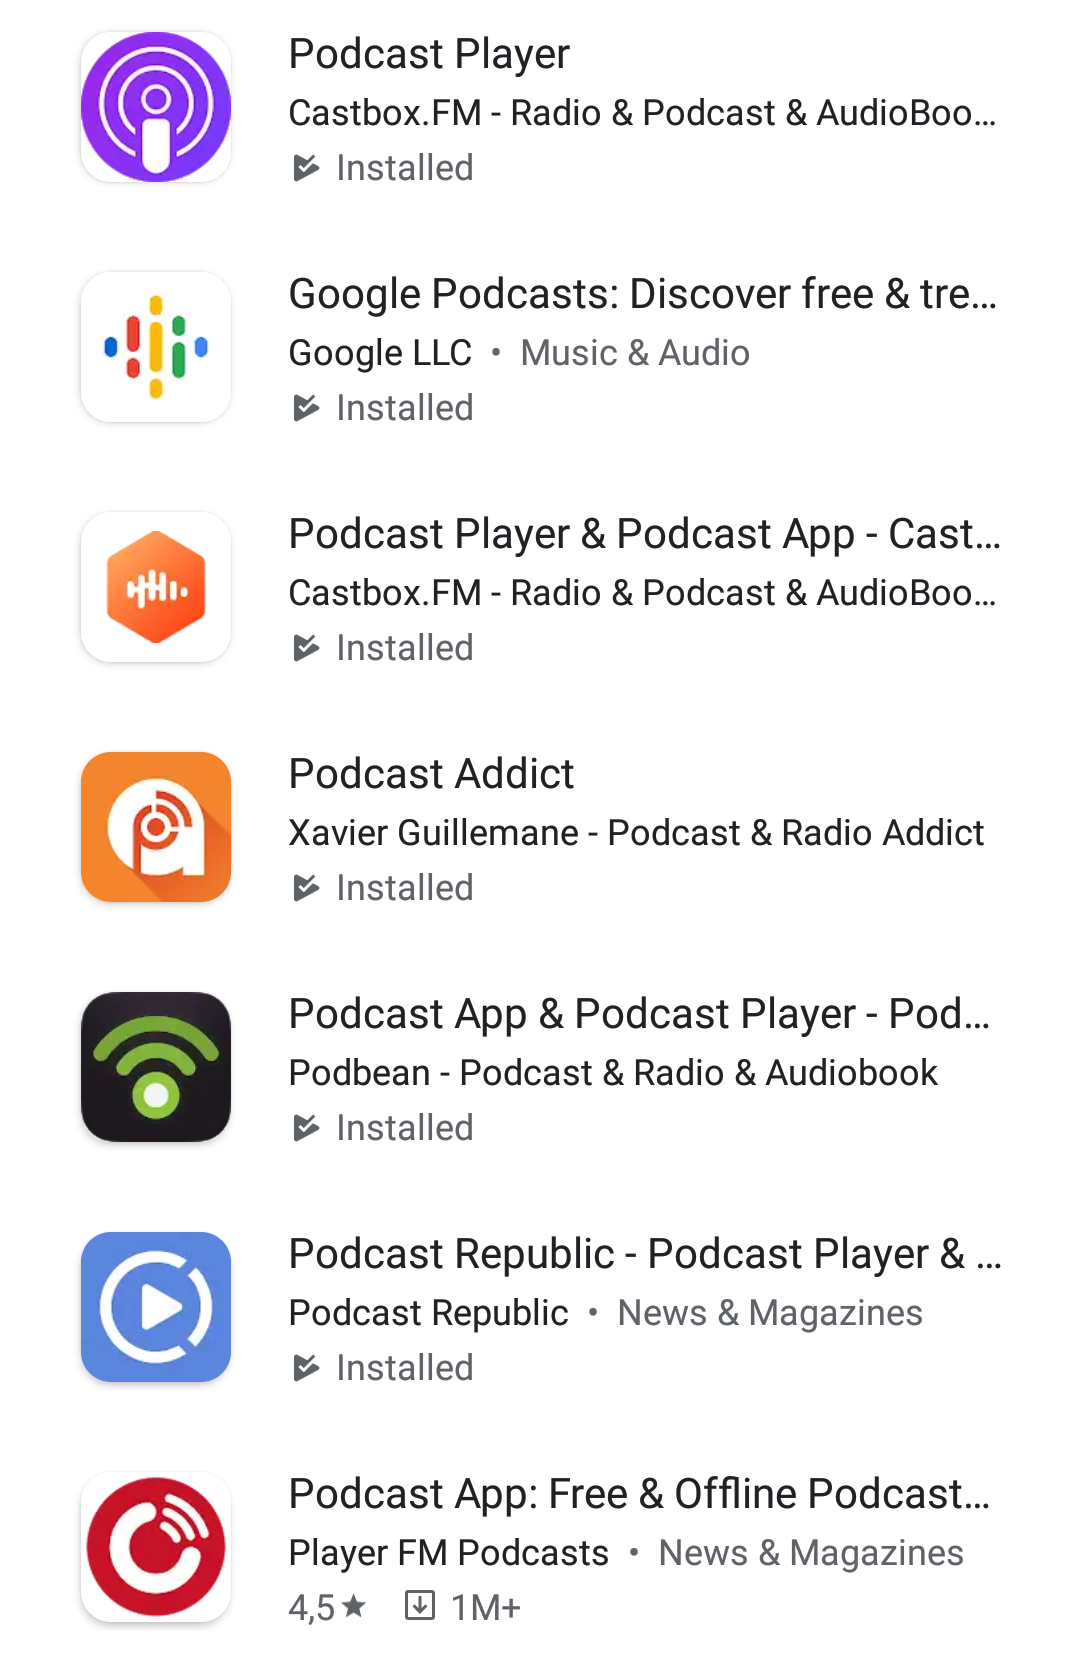 Podcast Player
Castbox.FM - Radio & Podcast & AudioBoo...
Installed
Google Podcasts: Discover free & tre...
Google LLC • Music & Audio
Installed
Podcast Player & Podcast App - Cast...
Castbox.FM - Radio & Podcast & AudioBoo...
Installed
Podcast Addict
Xavier Guillemane - Podcast & Radio Addict
Installed
Podcast App & Podcast Player - Pod...
Podbean - Podcast & Radio & Audiobook
Installed
Podcast Republic - Podcast Player & ...
Podcast Republic • News & Magazines
Installed
Podcast App: Free & Offline Podcast...
Player FM Podcasts • News & Magazines
4,5★ 1M+